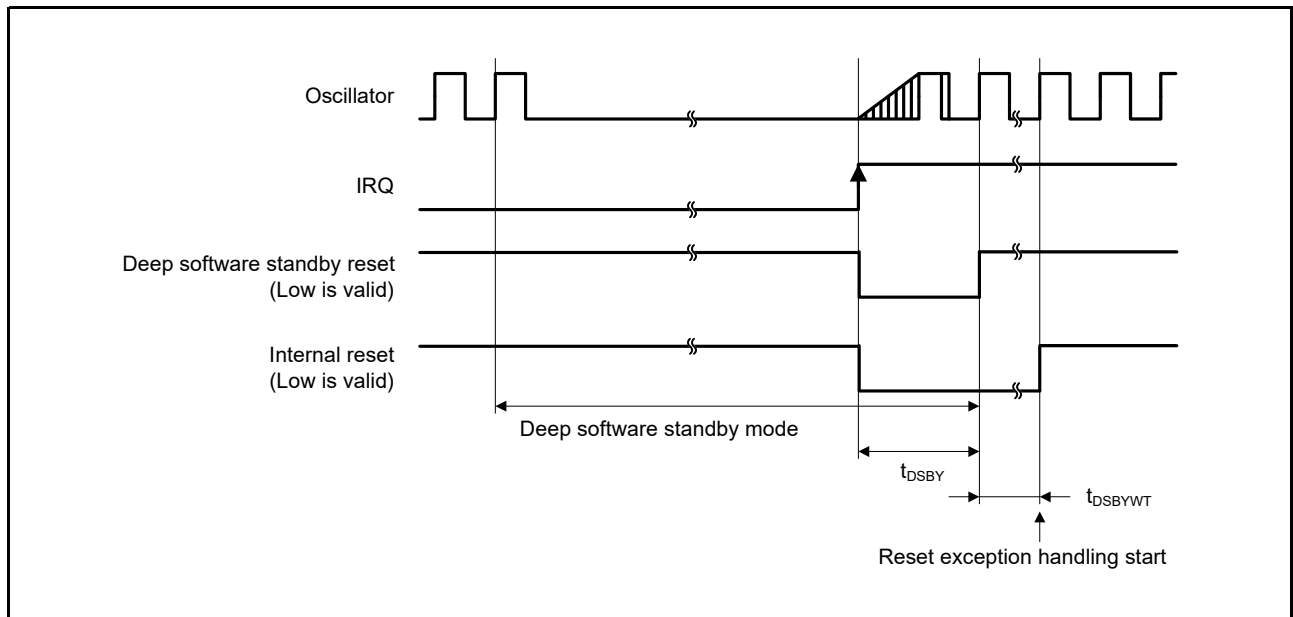 Oscillator
IRQ
Deep software standby reset
(Low is valid)
Internal reset
(Low is valid)
Deep software standby mode
tDSBY
tDSBYWT
Reset exception handling start